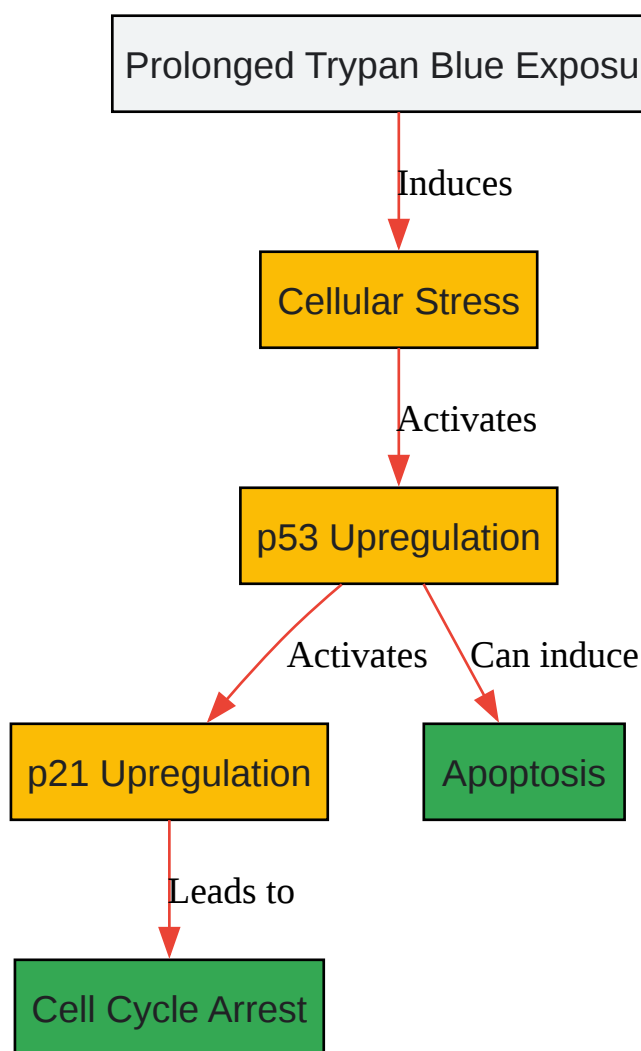 Prolonged Trypan Blue Exposu
Induces
Cellular Stress
Activates
p53 Upregulation
Activates
Can induce
p21 Upregulation
Apoptosis
Leads to
Cell Cycle Arrest